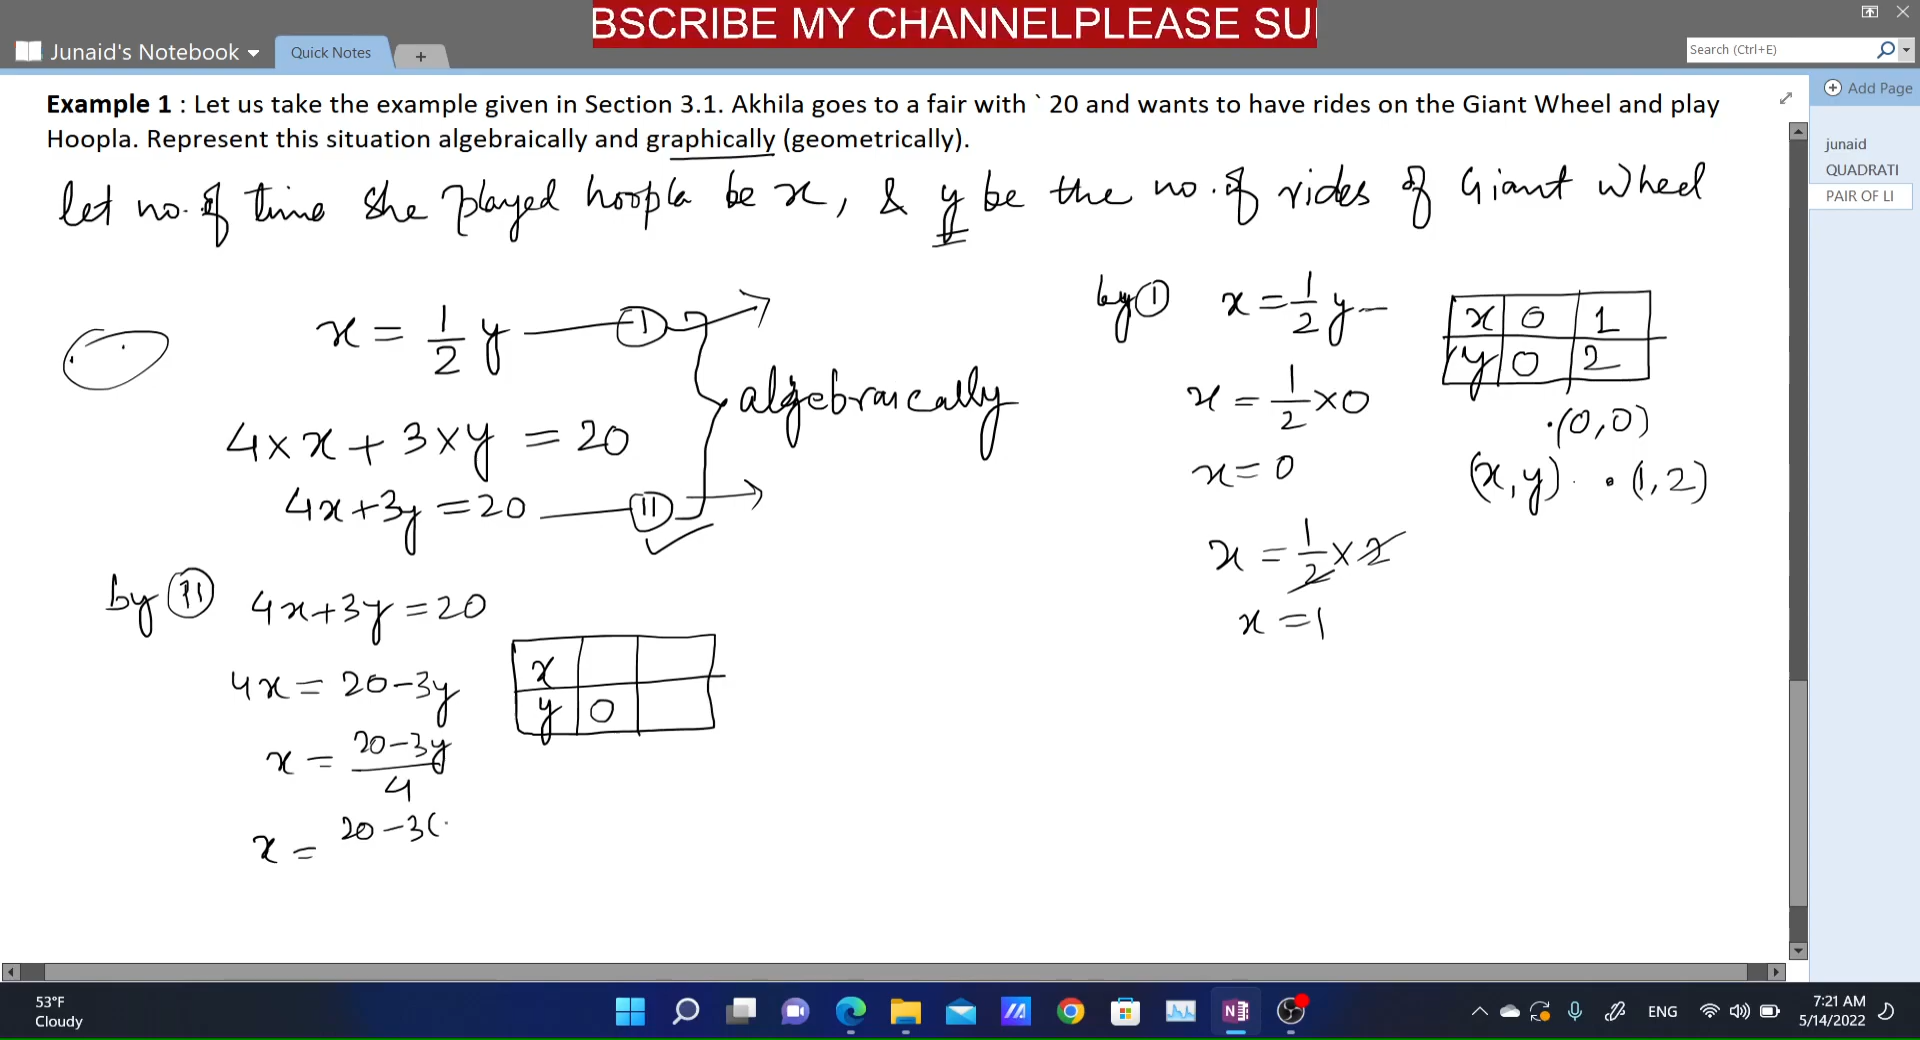 BSCRIBE MY CHANNELPLEASE SU
Junaid's Notebook
Quick Notes
+
Search (Ctrl+E)
Add Page
junaid
QUADRATI
PAIR OF LI
Example 1 : Let us take the example given in Section 3.1. Akhila goes to a fair with ` 20 and wants to have rides on the Giant Wheel and play
Hoopla. Represent this situation algebraically and graphically (geometrically).
let no. of time she played hoopla be x, & y be the no. of rides of Giant Wheel
x = 1/2 y — I
4 × x + 3 × y = 20
4x + 3y = 20 — II
algebraically
by II 4x + 3y = 20
4x = 20 - 3y
x = (20 - 3y)/4
x = 20 - 3(
x
y 0
by I x = 1/2 y -
x = 1/2 × 0
x = 0
x = 1/2 × 2
x = 1
x 0 1
y 0 2
.(0,0)
(x, y) . . (1, 2)
53°F
Cloudy
ENG
7:21 AM
5/14/2022